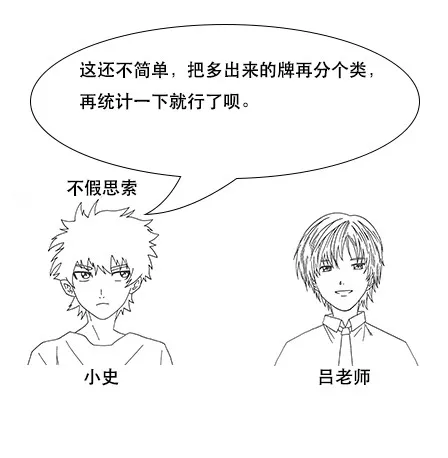 这还不简单，把多出来的牌再分个类，
再统计一下就行了呗。
不假思索
小史
吕老师